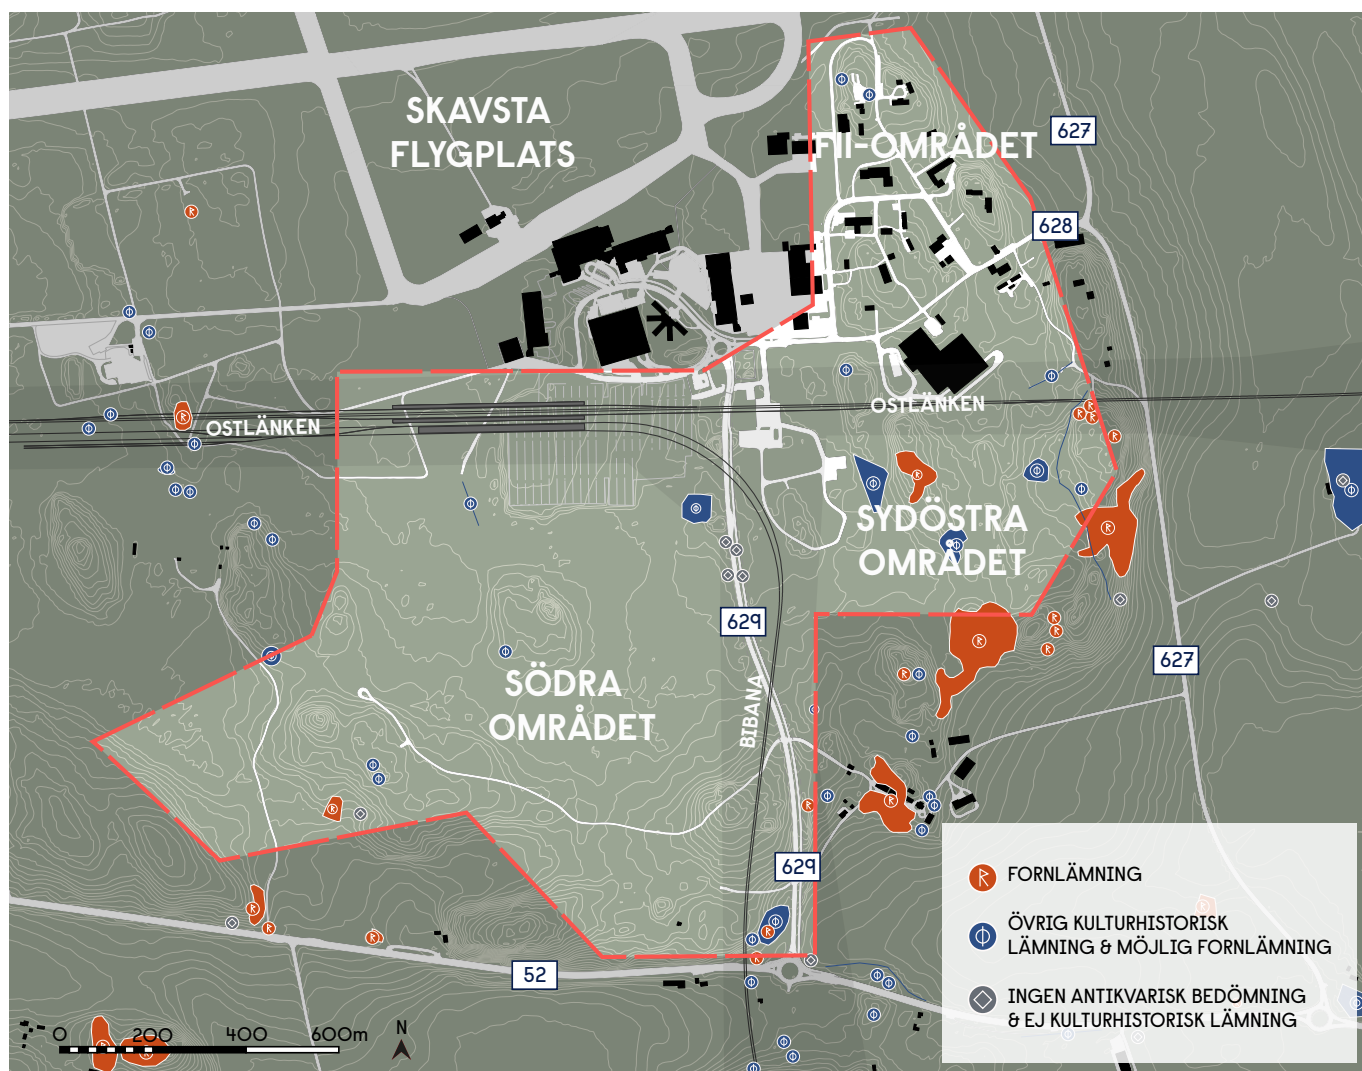 SKAVSTA
FLYGPLATS
FII-OMRÅDET
627
628
OSTLÄNKEN
OSTLÄNKEN
SYDÖSTRA
OMRÅDET
629
627
SÖDRA
OMRÅDET
BIBANA
629
52
FORNLÄMNING
ÖVRIG KULTURHISTORISK
LÄMNING & MÖJLIG FORNLÄMNING
INGEN ANTIKVARISK BEDÖMNING
& EJ KULTURHISTORISK LÄMNING
0 200 400 600m
N